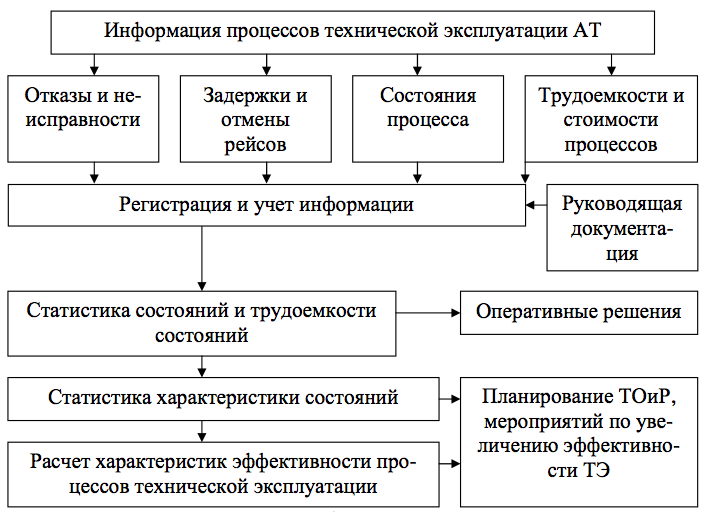 Информация процессов технической эксплуатации АТ
Отказы и не-
исправности
Задержки и
отмены
рейсов
Состояния
процесса
Трудоемкости и
стоимости
процессов
Регистрация и учет информации
Руководящая
документа-
ция
Статистика состояний и трудоемкости
состояний
Оперативные решения
Статистика характеристики состояний
Планирование ТОиР,
мероприятий по уве-
личению эффективно-
сти ТЭ
Расчет характеристик эффективности про-
цессов технической эксплуатации